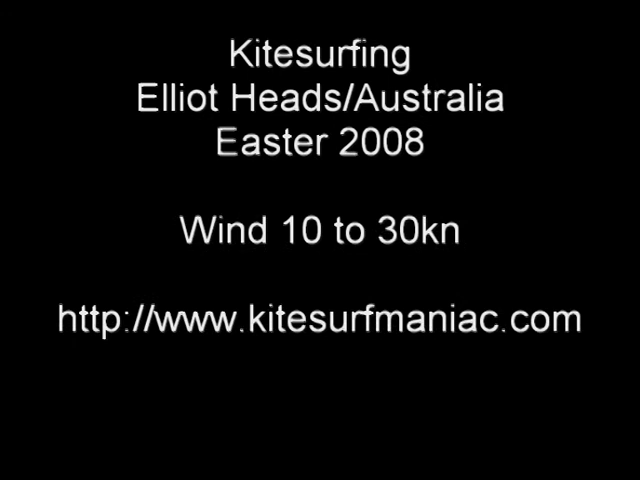 Kitesurfing
Elliot Heads/Australia
Easter 2008
Wind 10 to 30kn
http://www.kitesurfmaniac.com